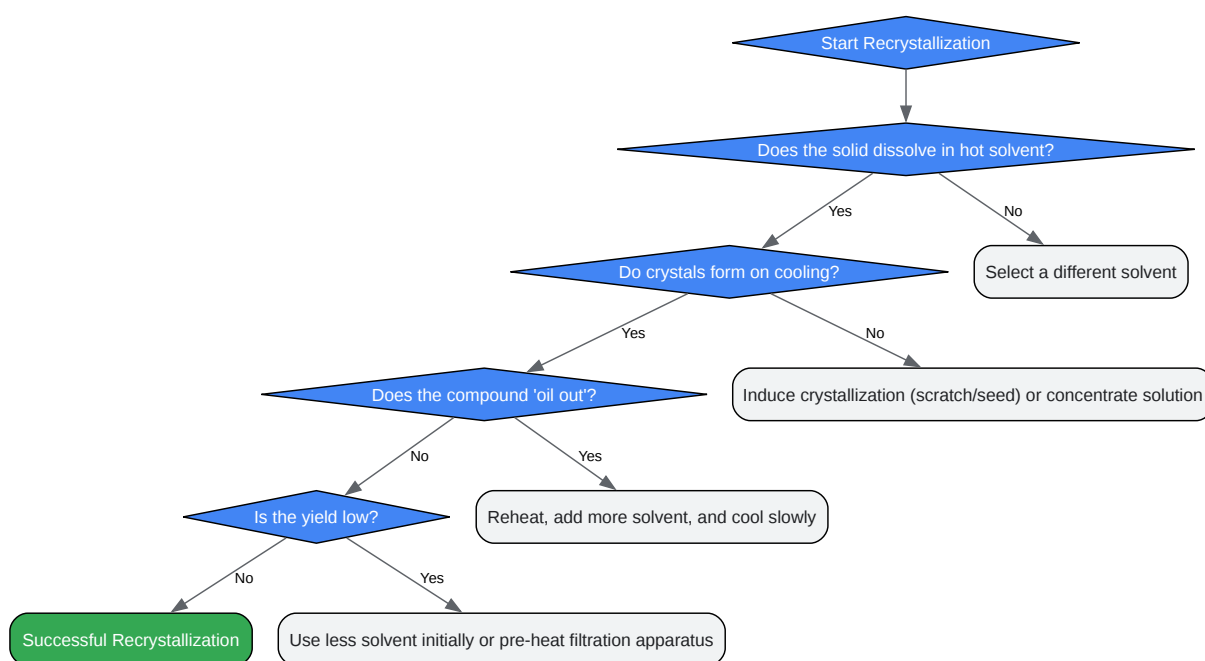 Start Recrystallization
Does the solid dissolve in hot solvent?
Yes
No
Do crystals form on cooling?
Select a different solvent
Yes
No
Does the compound 'oil out'?
Induce crystallization (scratch/seed) or concentrate solution
No
Yes
Is the yield low?
Reheat, add more solvent, and cool slowly
No
Yes
Successful Recrystallization
Use less solvent initially or pre-heat filtration apparatus